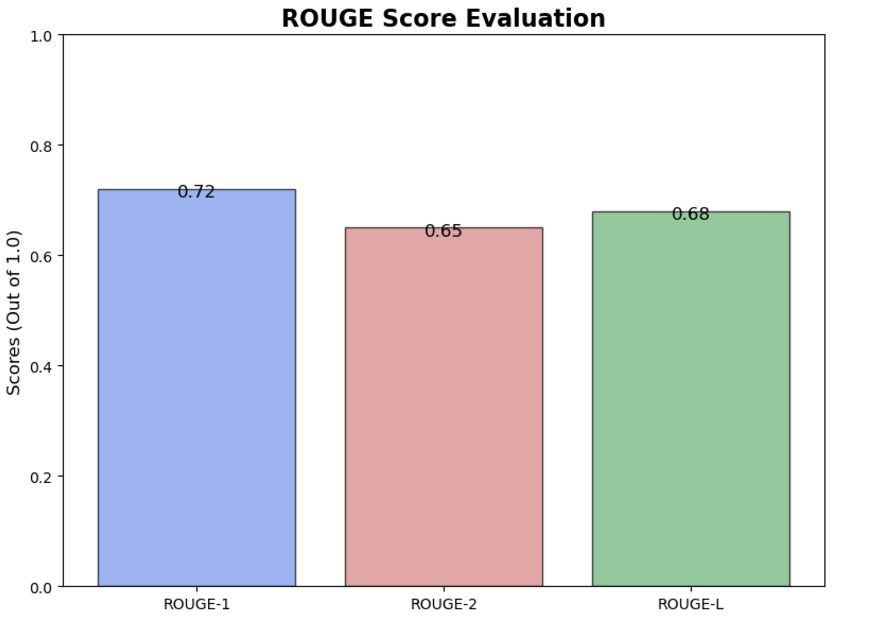 ROUGE Score Evaluation
1.0
0.8
0.6
0.4
0.2
0.0
Scores (Out of 1.0)
0.72
0.65
0.68
ROUGE-1
ROUGE-2
ROUGE-L